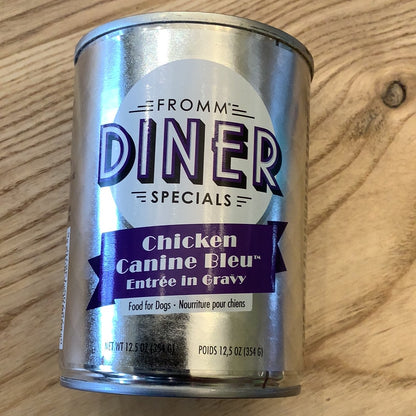 FROMM®
DINER
SPECIALS
Chicken
Canine Bleu™
Entrée in Gravy
Food for Dogs • Nourriture pour chiens
NET WT 12.5 OZ (354 G) POIDS 12,5 OZ (354 G)